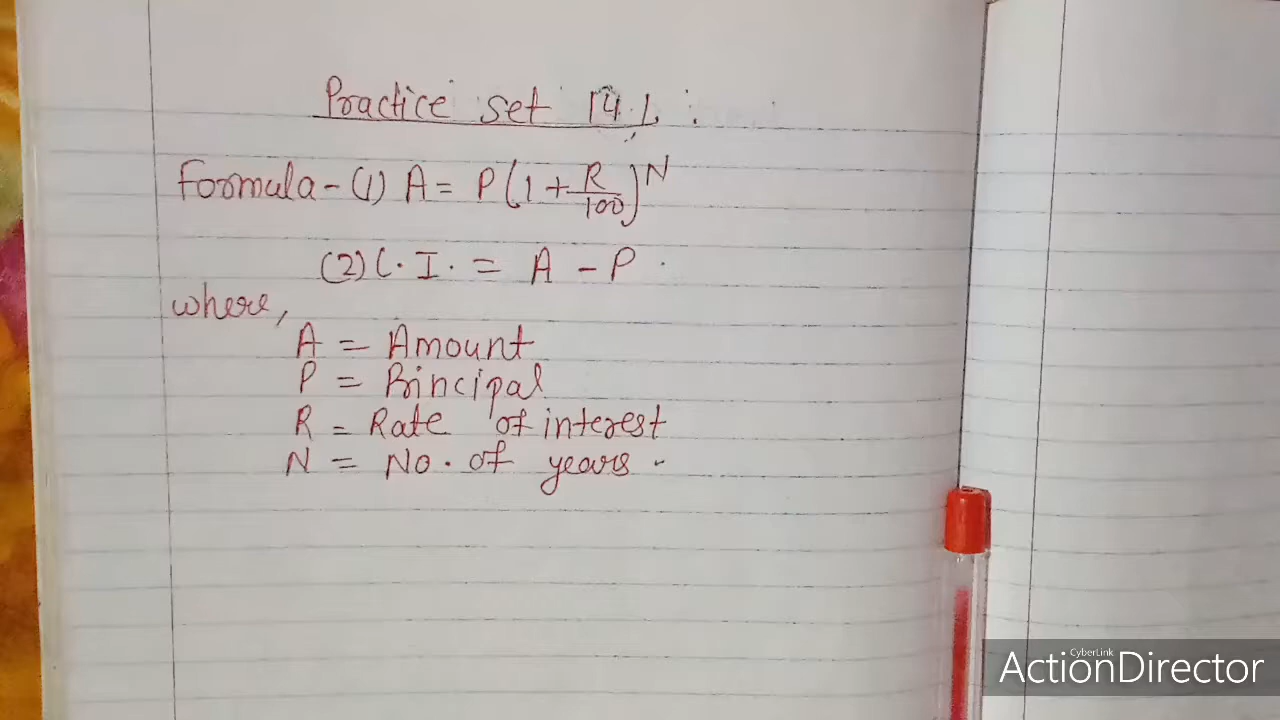 Practice set 14.1 :
Formula - (1) A = P(1 + R/100)^N
(2) C.I. = A - P.
where,
A = Amount
P = Principal
R = Rate of interest
N = No. of years.
CyberLink
ActionDirector